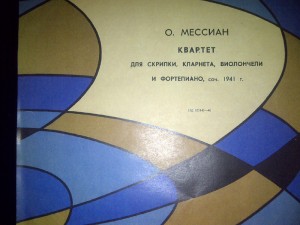 О. МЕССИАН
КВАРТЕТ
ДЛЯ СКРИПКИ, КЛАРНЕТА, ВИОЛОНЧЕЛИ
И ФОРТЕПИАНО, соч. 1941 г.